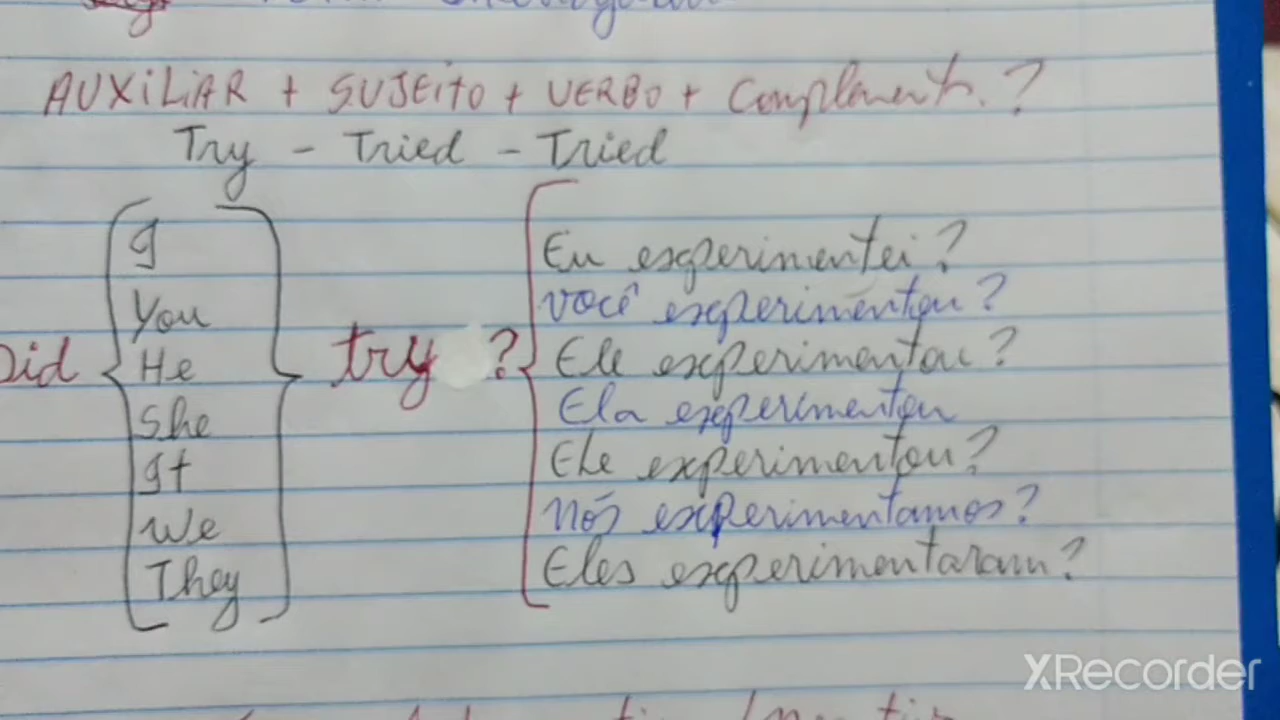 AUXiLiAR + SUJEiTO + VERBO + Complemento.?
Try - Tried - Tried
Did
I
You
He
She
It
We
They
try ?
Eu experimentei?
Você experimentou?
Ele experimentou?
Ela experimentou
Ele experimentou?
Nós experimentamos?
Eles experimentaram?
XRecorder